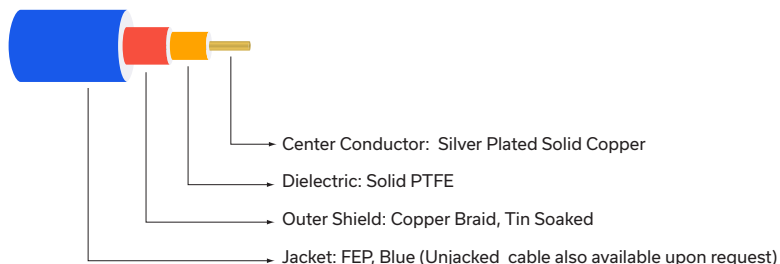 Center Conductor: Silver Plated Solid Copper
Dielectric: Solid PTFE
Outer Shield: Copper Braid, Tin Soaked
Jacket: FEP, Blue (Unjacked cable also available upon request)